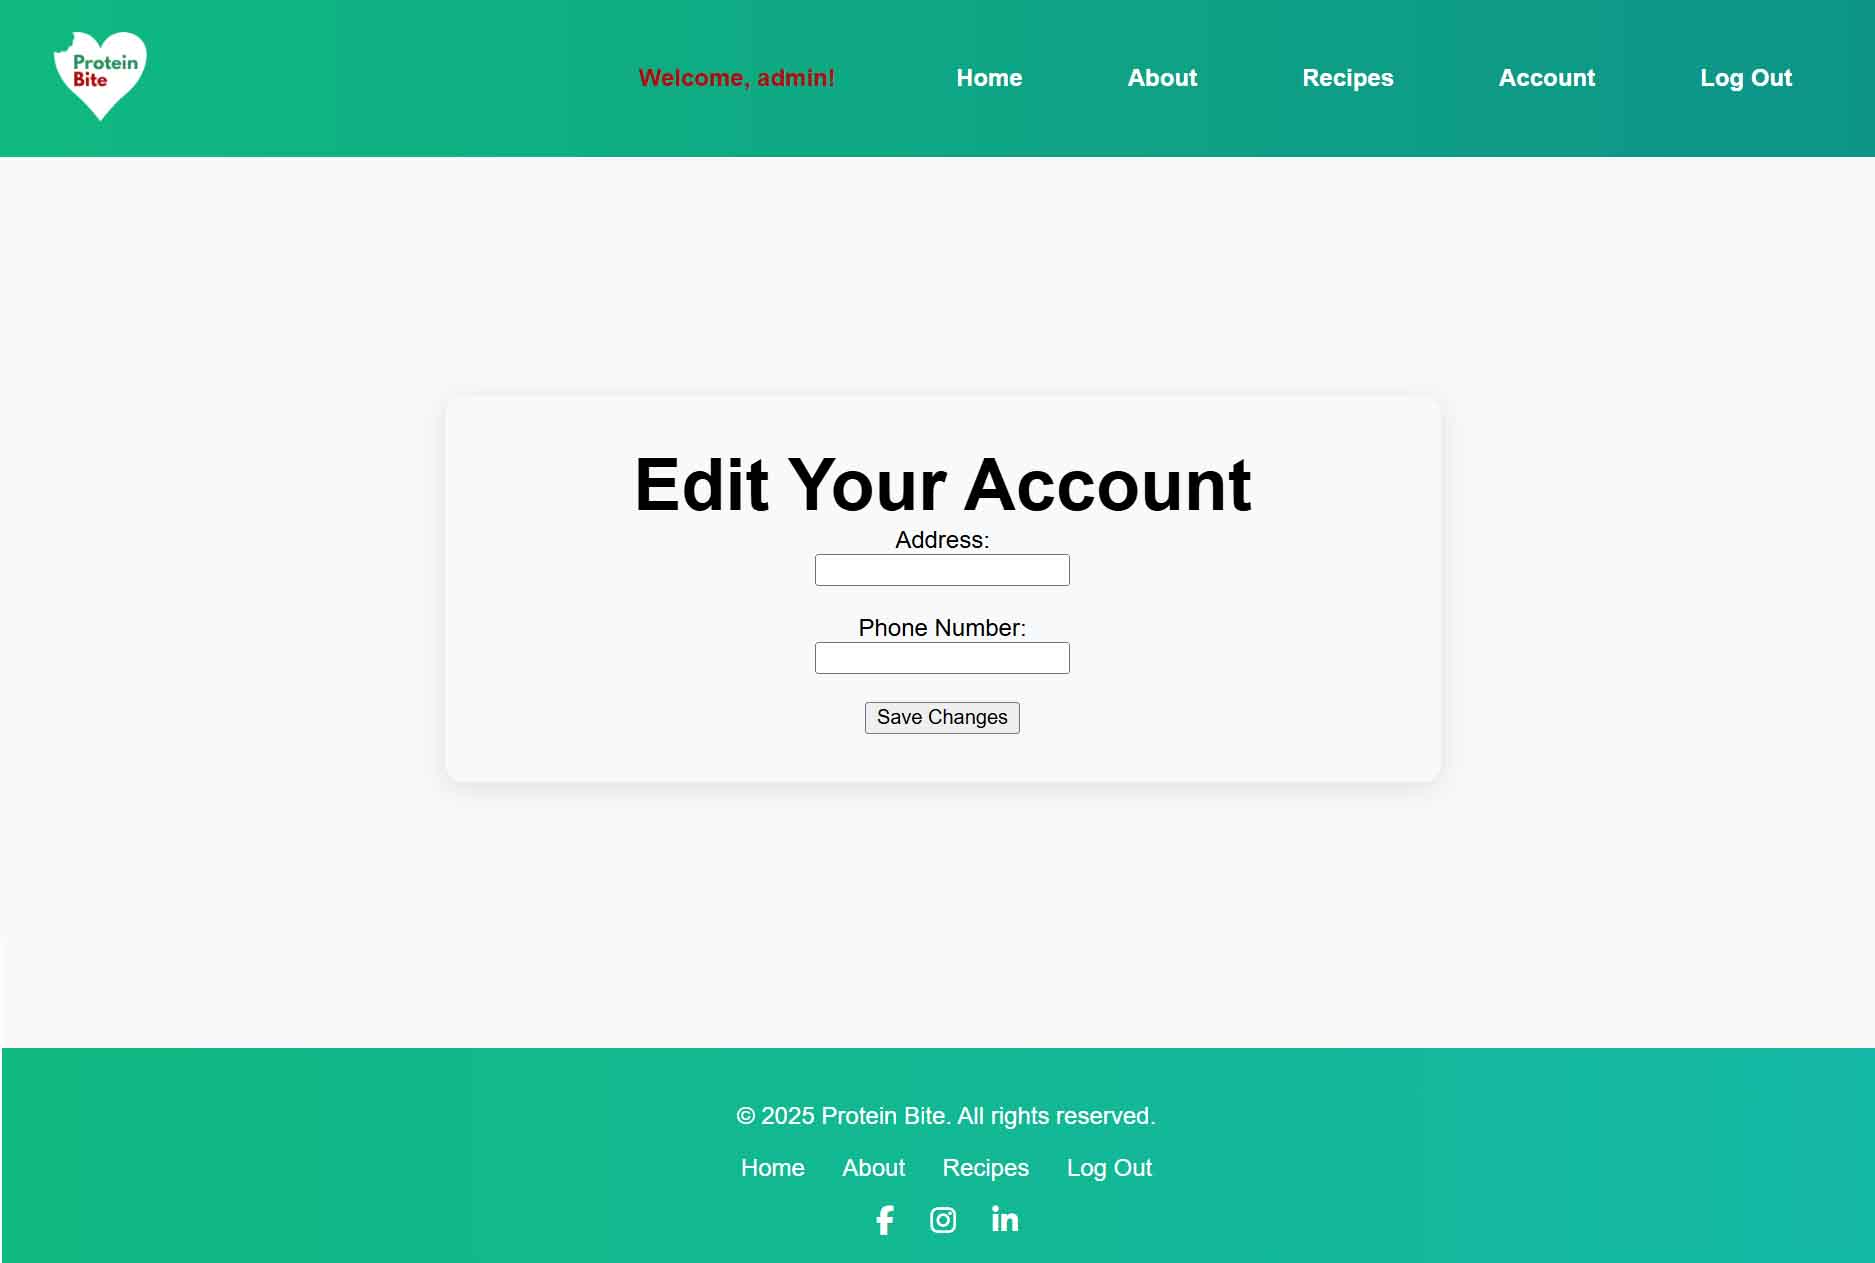 Protein
Bite
Welcome, admin! Home About Recipes Account Log Out
Edit Your Account
Address:
Phone Number:
Save Changes
© 2025 Protein Bite. All rights reserved.
Home About Recipes Log Out